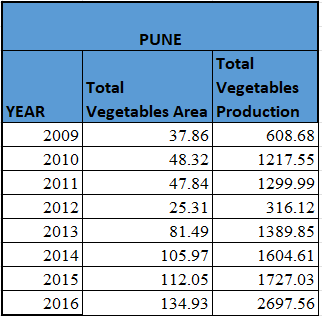 PUNE
YEAR Total Vegetables Area Total Vegetables Production
2009 37.86 608.68
2010 48.32 1217.55
2011 47.84 1299.99
2012 25.31 316.12
2013 81.49 1389.85
2014 105.97 1604.61
2015 112.05 1727.03
2016 134.93 2697.56